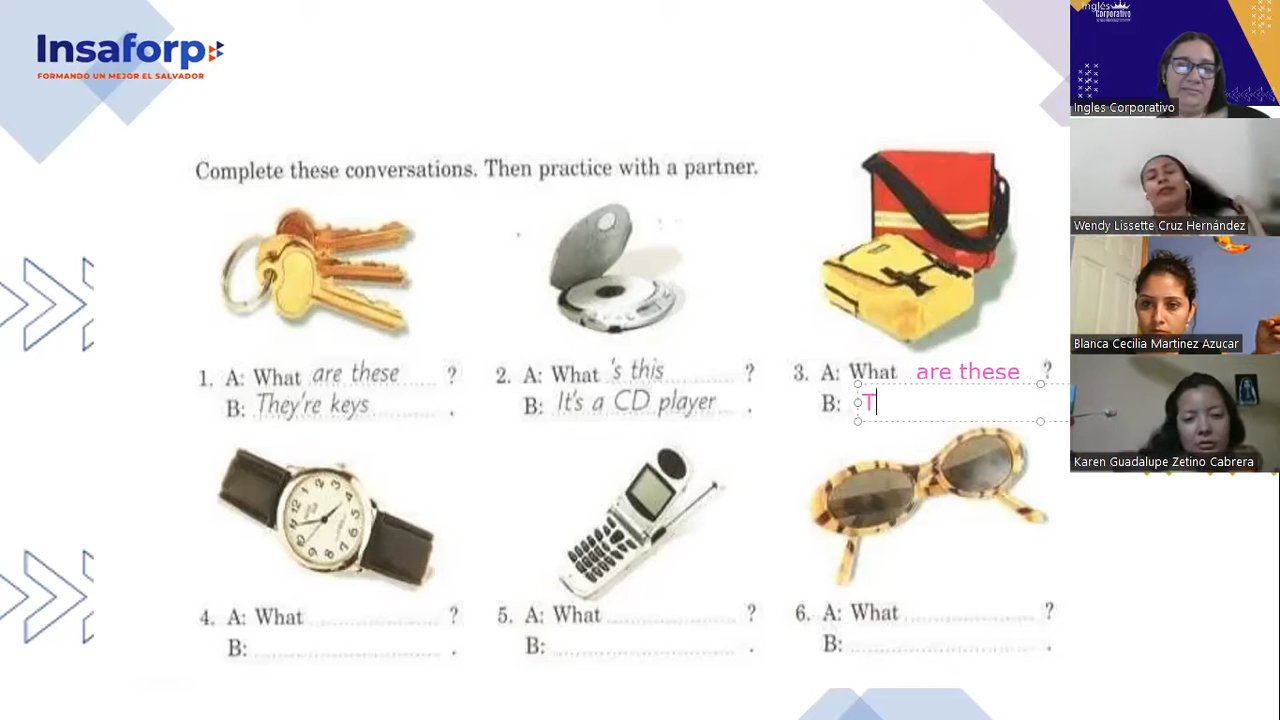 Insaforp
FORMANDO UN MEJOR EL SALVADOR
Complete these conversations. Then practice with a partner.
1. A: What are these ?
B: They're keys .
2. A: What 's this ?
B: It's a CD player .
3. A: What are these ?
B: T
4. A: What ?
B: .
5. A: What ?
B: .
6. A: What ?
B: .
Inglés
Corporativo
Ingles Corporativo
Wendy Lissette Cruz Hernández
Blanca Cecilia Martinez Azucar
Karen Guadalupe Zetino Cabrera